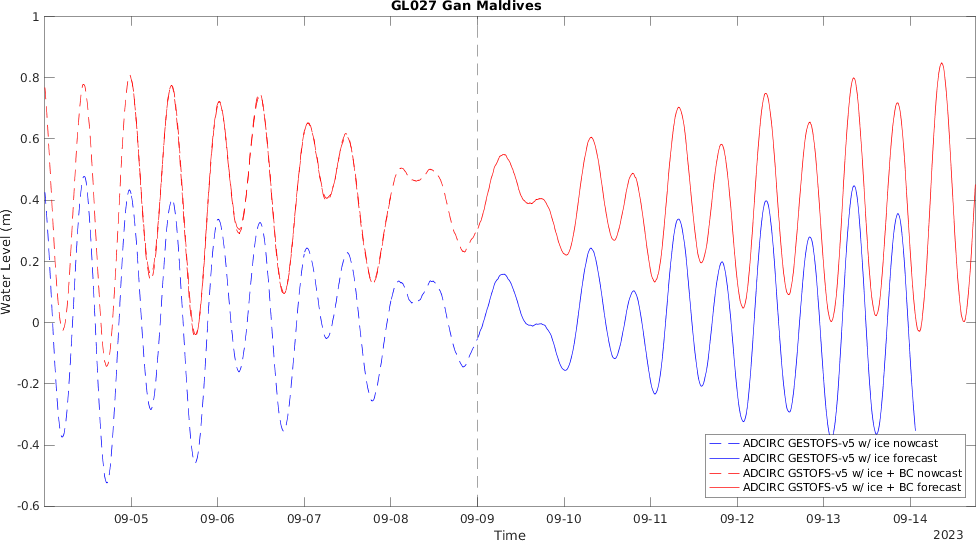 GL027 Gan Maldives
1
0.8
0.6
0.4
0.2
0
-0.2
-0.4
-0.6
Water Level (m)
09-05 09-06 09-07 09-08 09-09 09-10 09-11 09-12 09-13 09-14
Time
2023
ADCIRC GESTOFS-v5 w/ ice nowcast
ADCIRC GESTOFS-v5 w/ ice forecast
ADCIRC GSTOFS-v5 w/ ice + BC nowcast
ADCIRC GSTOFS-v5 w/ ice + BC forecast